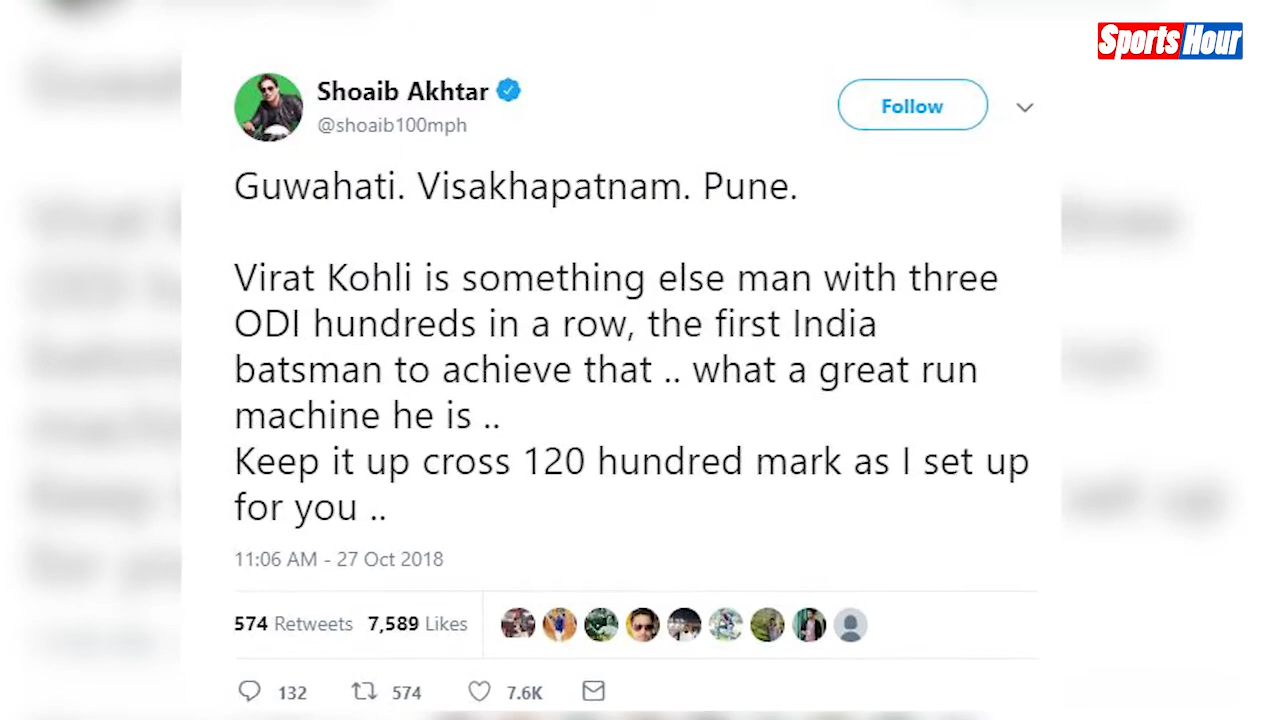 Sports Hour
Shoaib Akhtar
@shoaib100mph
Follow
Guwahati. Visakhapatnam. Pune.
Virat Kohli is something else man with three
ODI hundreds in a row, the first India
batsman to achieve that .. what a great run
machine he is ..
Keep it up cross 120 hundred mark as I set up
for you ..
11:06 AM - 27 Oct 2018
574 Retweets 7,589 Likes
132 574 7.6K